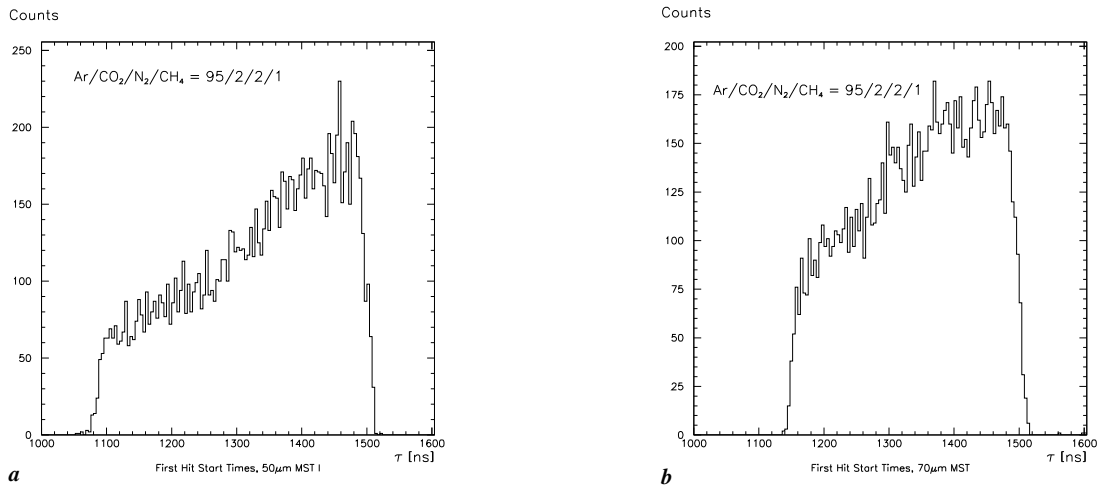 Counts
250
200
150
100
50
0
1000 1100 1200 1300 1400 1500 1600
Ar/CO₂/N₂/CH₄ = 95/2/2/1
τ [ns]
First Hit Start Times, 50μm MST I
a
Counts
200
175
150
125
100
75
50
25
0
1000 1100 1200 1300 1400 1500 1600
Ar/CO₂/N₂/CH₄ = 95/2/2/1
τ [ns]
First Hit Start Times, 70μm MST
b